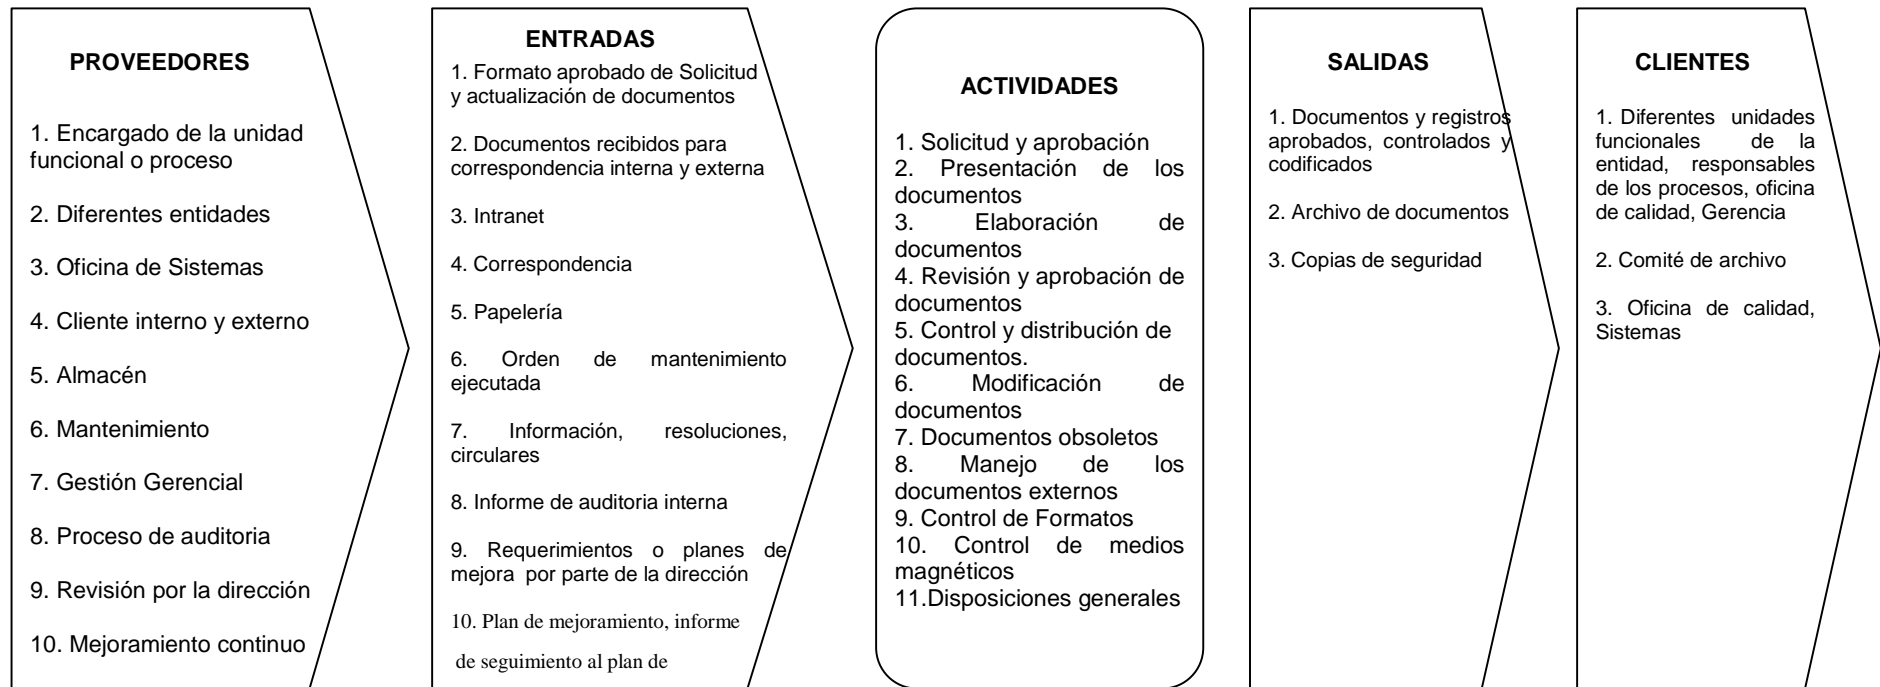 PROVEEDORES
1. Encargado de la unidad
funcional o proceso
2. Diferentes entidades
3. Oficina de Sistemas
4. Cliente interno y externo
5. Almacén
6. Mantenimiento
7. Gestión Gerencial
8. Proceso de auditoria
9. Revisión por la dirección
10. Mejoramiento continuo
ENTRADAS
1. Formato aprobado de Solicitud
y actualización de documentos
2. Documentos recibidos para
correspondencia interna y externa
3. Intranet
4. Correspondencia
5. Papelería
6. Orden de mantenimiento
ejecutada
7. Información, resoluciones,
circulares
8. Informe de auditoria interna
9. Requerimientos o planes de
mejora por parte de la dirección
10. Plan de mejoramiento, informe
de seguimiento al plan de
ACTIVIDADES
1. Solicitud y aprobación
2. Presentación de los
documentos
3. Elaboración de
documentos
4. Revisión y aprobación de
documentos
5. Control y distribución de
documentos.
6. Modificación de
documentos
7. Documentos obsoletos
8. Manejo de los
documentos externos
9. Control de Formatos
10. Control de medios
magnéticos
11.Disposiciones generales
SALIDAS
1. Documentos y registros
aprobados, controlados y
codificados
2. Archivo de documentos
3. Copias de seguridad
CLIENTES
1. Diferentes unidades
funcionales de la
entidad, responsables
de los procesos, oficina
de calidad, Gerencia
2. Comité de archivo
3. Oficina de calidad,
Sistemas